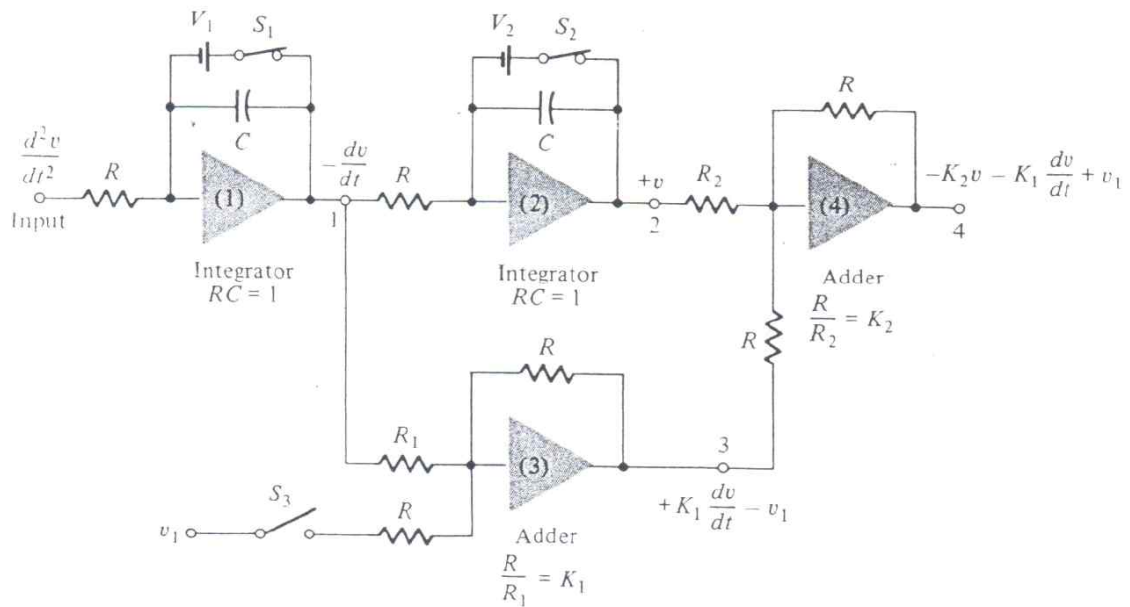 V₁ S₁
V₂ S₂
C
C
R
d²v/dt²
R
Input
(1)
-dv/dt
1
R
(2)
+v
2
R₂
(4)
-K₂v - K₁ dv/dt + v₁
4
Integrator
RC = 1
Integrator
RC = 1
Adder
R/R₂ = K₂
R
R
R₁
(3)
3
+K₁ dv/dt - v₁
S₃
v₁
R
Adder
R/R₁ = K₁